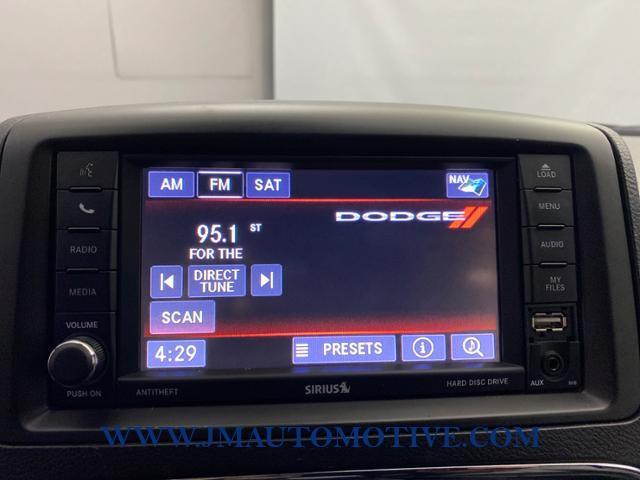 AM FM SAT NAV
DODGE
95.1 ST
FOR THE
DIRECT
TUNE
SCAN
4:29 PRESETS
RADIO
MEDIA
VOLUME
PUSH ON
ANTITHEFT
SIRIUS
HARD DISC DRIVE
LOAD
MENU
AUDIO
MY
FILES
AUX
WWW.JMAUTOMOTIVE.COM